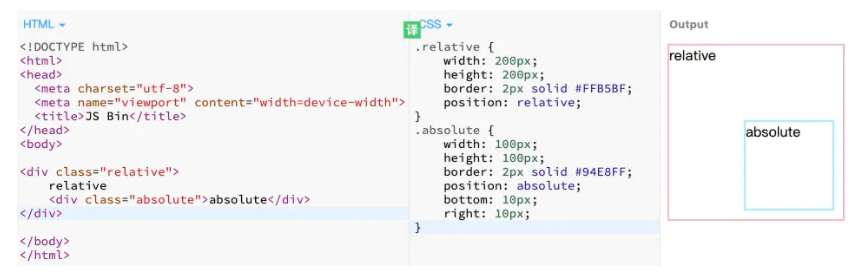 HTML
<!DOCTYPE html>
<html>
<head>
  <meta charset="utf-8">
  <meta name="viewport" content="width=device-width">
  <title>JS Bin</title>
</head>
<body>
<div class="relative">
    relative
    <div class="absolute">absolute</div>
</div>
</body>
</html>
译
CSS
.relative {
    width: 200px;
    height: 200px;
    border: 2px solid #FFB5BF;
    position: relative;
}
.absolute {
    width: 100px;
    height: 100px;
    border: 2px solid #94E8FF;
    position: absolute;
    bottom: 10px;
    right: 10px;
}
Output
relative
absolute